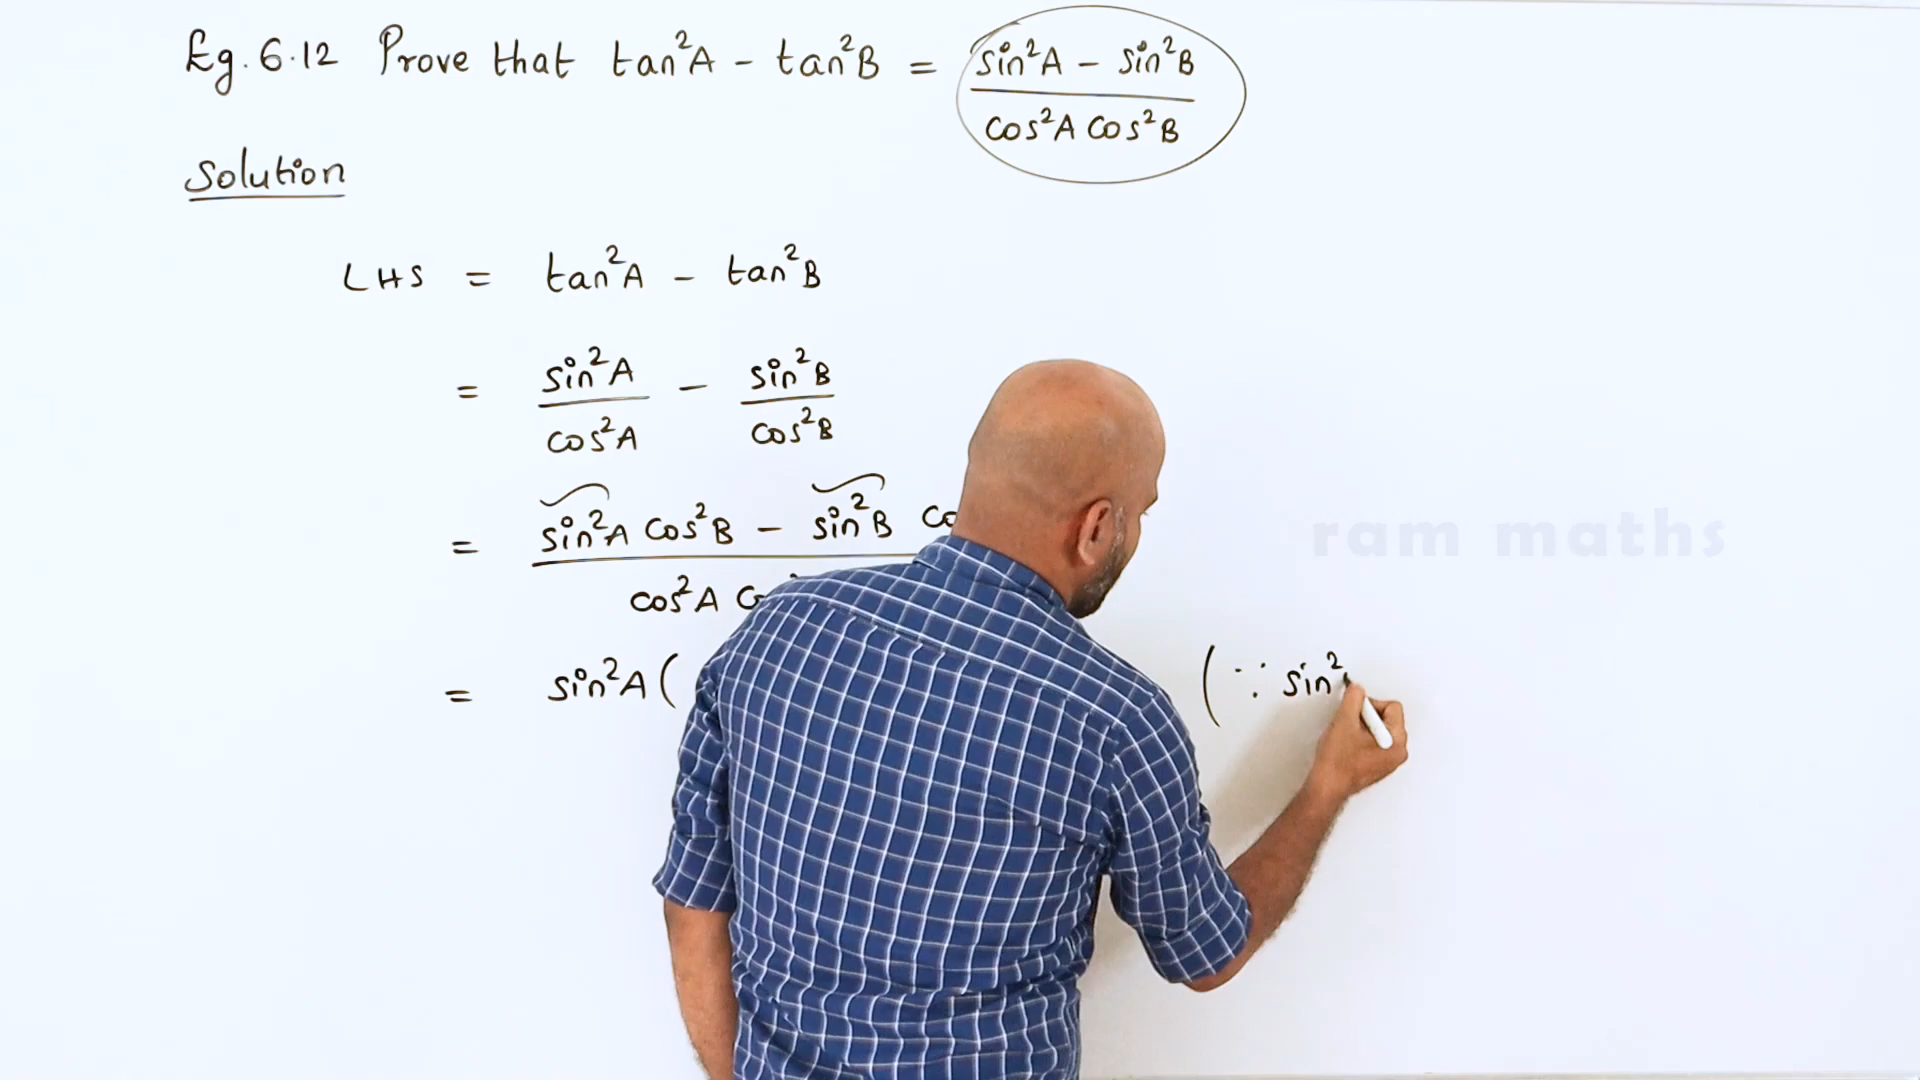 Eg. 6.12 Prove that tan²A - tan²B = sin²A - sin²B
cos²A cos²B
Solution
LHS = tan²A - tan²B
= sin²A - sin²B
cos²A cos²B
= sin²A cos²B - sin²B
cos²A
ram maths
= sin²A ( ( ∵ sin²